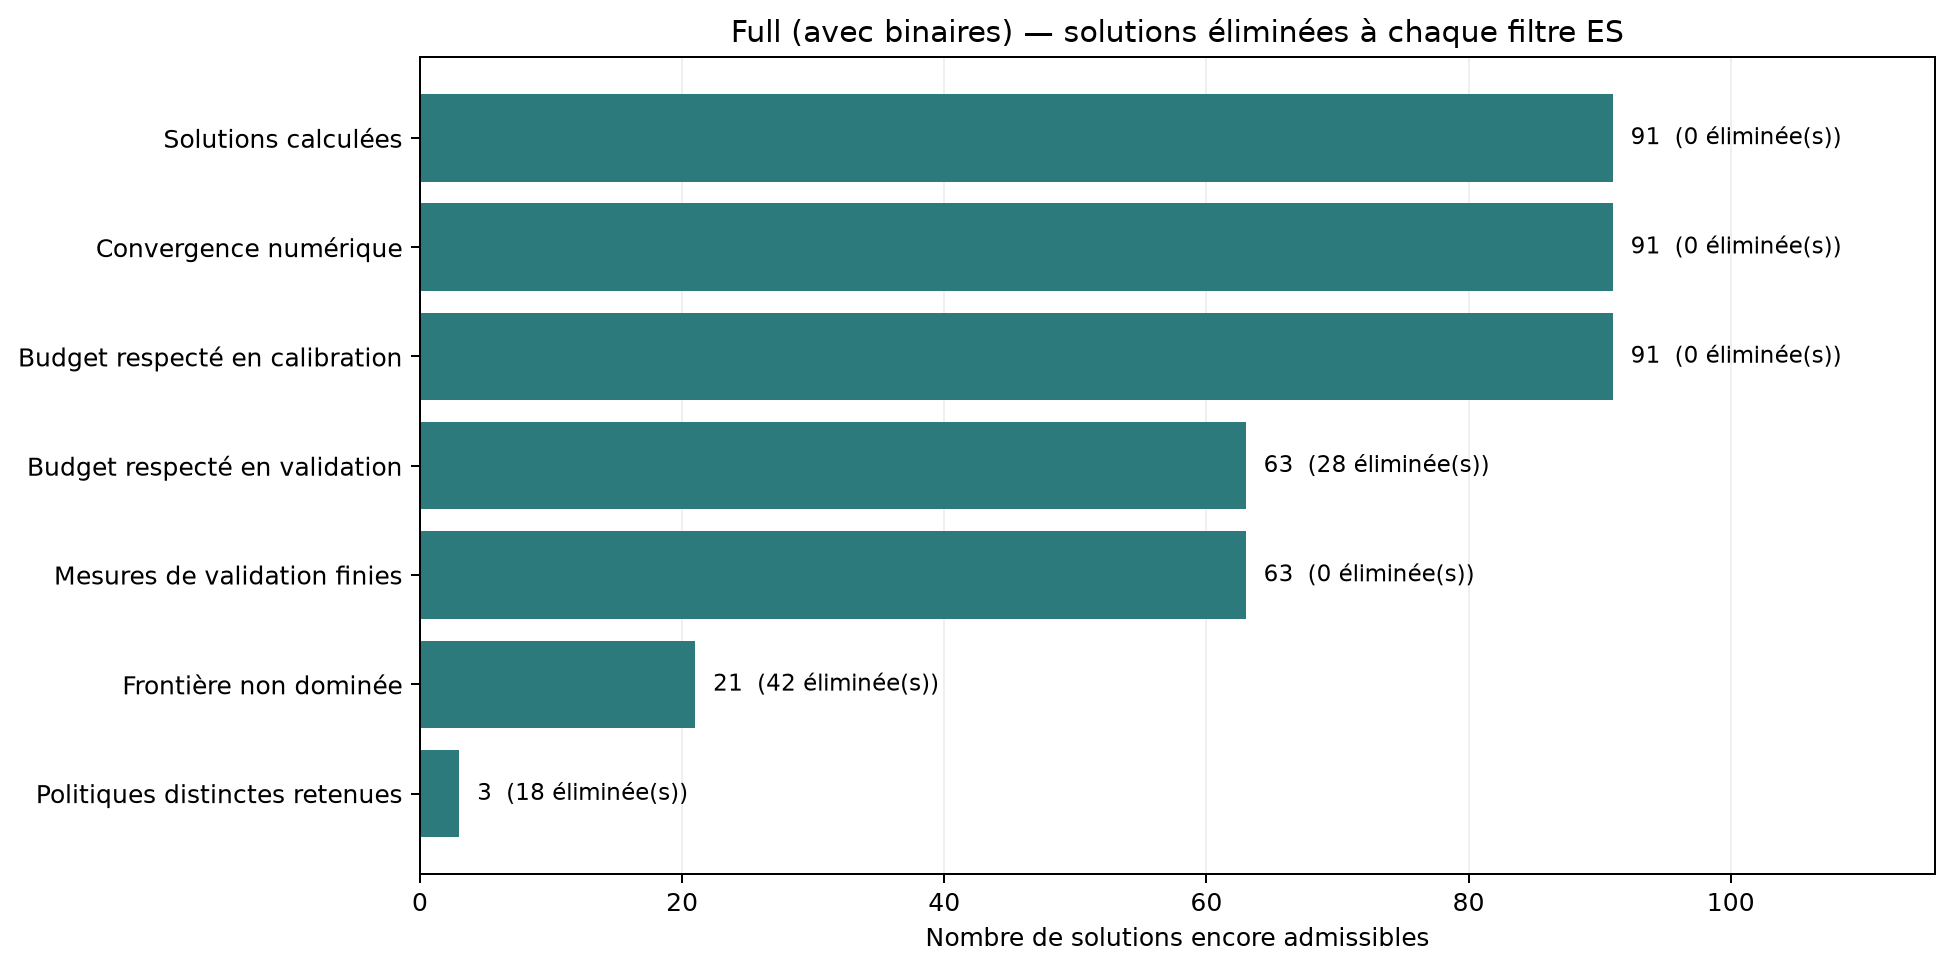 Full (avec binaires) — solutions éliminées à chaque filtre ES
Solutions calculées
91 (0 éliminée(s))
Convergence numérique
91 (0 éliminée(s))
Budget respecté en calibration
91 (0 éliminée(s))
Budget respecté en validation
63 (28 éliminée(s))
Mesures de validation finies
63 (0 éliminée(s))
Frontière non dominée
21 (42 éliminée(s))
Politiques distinctes retenues
3 (18 éliminée(s))
0 20 40 60 80 100
Nombre de solutions encore admissibles